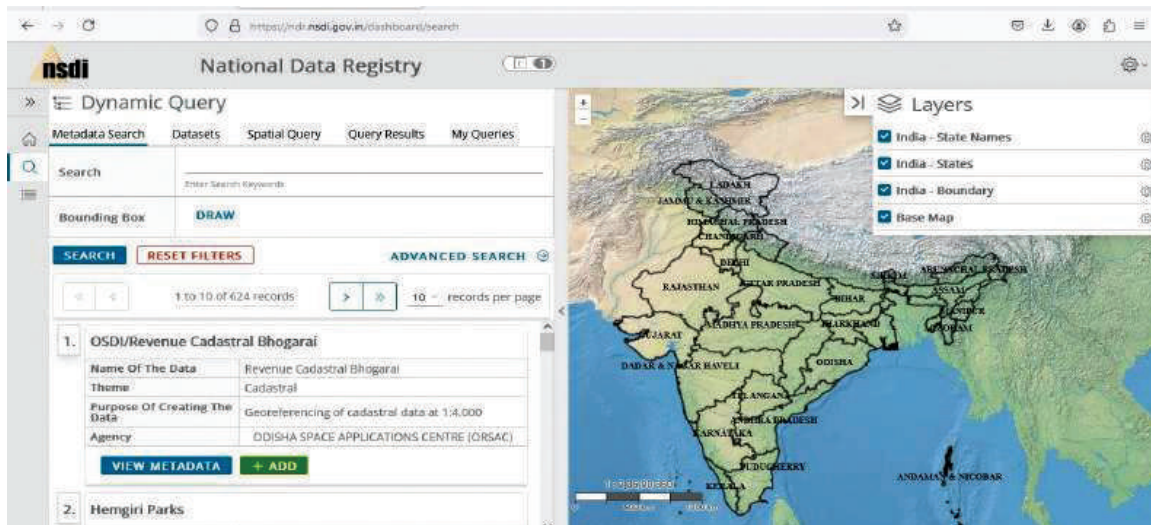 https://ndr.nsdi.gov.in/dashboard/search
nsdi
National Data Registry
Dynamic Query
Metadata Search
Datasets
Spatial Query
Query Results
My Queries
Search
Enter Search Keywords
Bounding Box
DRAW
SEARCH
RESET FILTERS
ADVANCED SEARCH
1 to 10 of 624 records
10
records per page
1.
OSDI/Revenue Cadastral Bhogarai
Name Of The Data
Revenue Cadastral Bhogarai
Theme
Cadastral
Purpose Of Creating The
Data
Georeferencing of cadastral data at 1:4,000
Agency
ODISHA SPACE APPLICATIONS CENTRE (ORSAC)
VIEW METADATA
+ ADD
2.
Hemgiri Parks
Layers
India - State Names
India - States
India - Boundary
Base Map
LADAKH
JAMMU & KASHMIR
HIMACHAL PRADESH
CHANDIGARH
DELHI
RAJASTHAN
UTTAR PRADESH
SIKKIM
ARUNACHAL PRADESH
ASSAM
BIHAR
MANIPUR
GUJARAT
MADHYA PRADESH
JHARKHAND
MIZORAM
DADAR & NAGAR HAVELI
ODISHA
TELANGANA
ANDHRA PRADESH
KARNATAKA
PUDUCHERRY
KERALA
ANDAMAN & NICOBAR